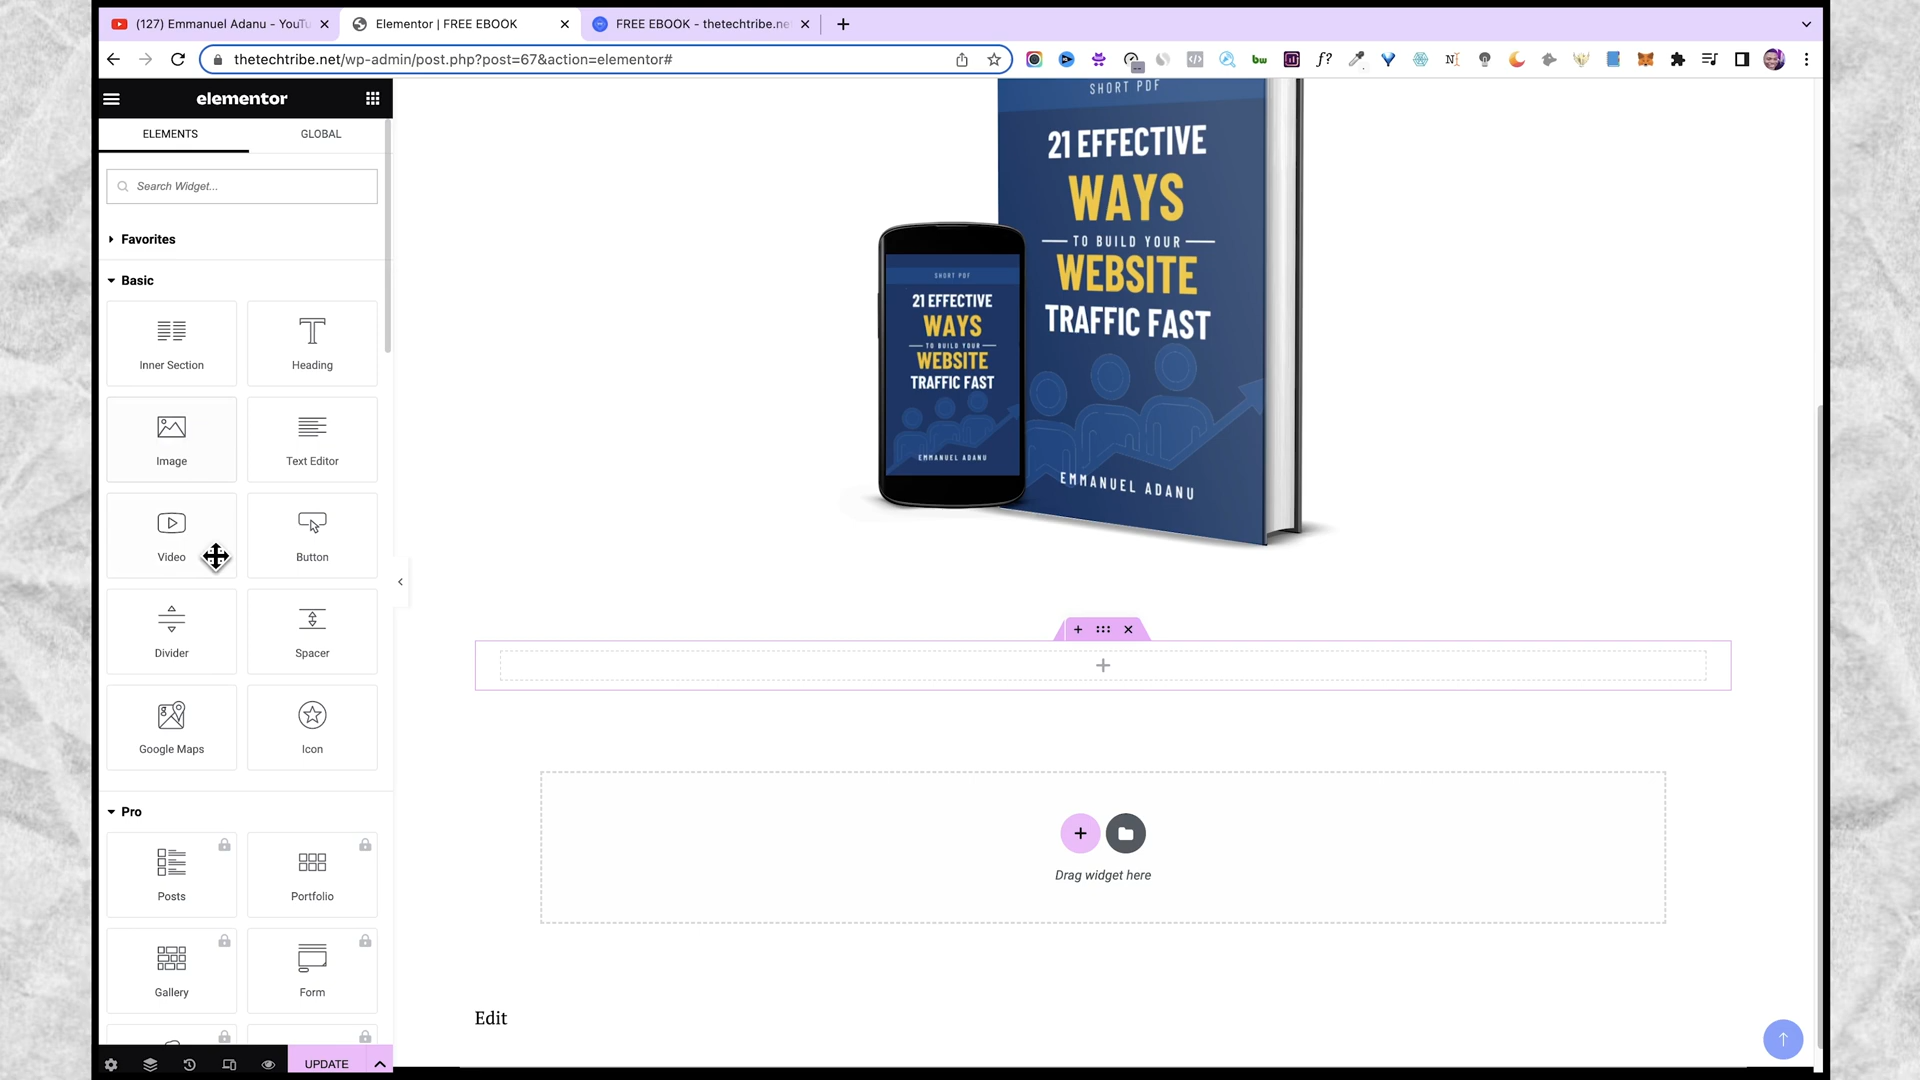 (127) Emmanuel Adanu - YouTu
Elementor | FREE EBOOK
FREE EBOOK - thetechtribe.ne
thetechtribe.net/wp-admin/post.php?post=67&action=elementor#
elementor
ELEMENTS
GLOBAL
Search Widget...
Favorites
Basic
Inner Section
Heading
Image
Text Editor
Video
Button
Divider
Spacer
Google Maps
Icon
Pro
Posts
Portfolio
Gallery
Form
UPDATE
SHORT PDF
21 EFFECTIVE
WAYS
TO BUILD YOUR
WEBSITE
TRAFFIC FAST
EMMANUEL ADANU
SHORT PDF
21 EFFECTIVE
WAYS
TO BUILD YOUR
WEBSITE
TRAFFIC FAST
EMMANUEL ADANU
Drag widget here
Edit